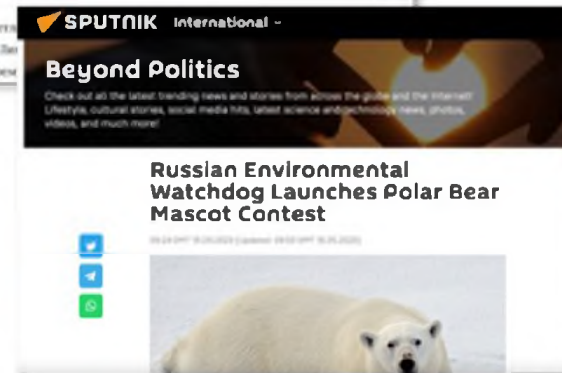 SPUTNIK International
Beyond Politics
Check out all the latest trending news and stories from across the globe and the Internet!
Lifestyle, cultural stories, social media hits, latest science and technology news, photos,
videos, and much more!
Russian Environmental
Watchdog Launches Polar Bear
Mascot Contest